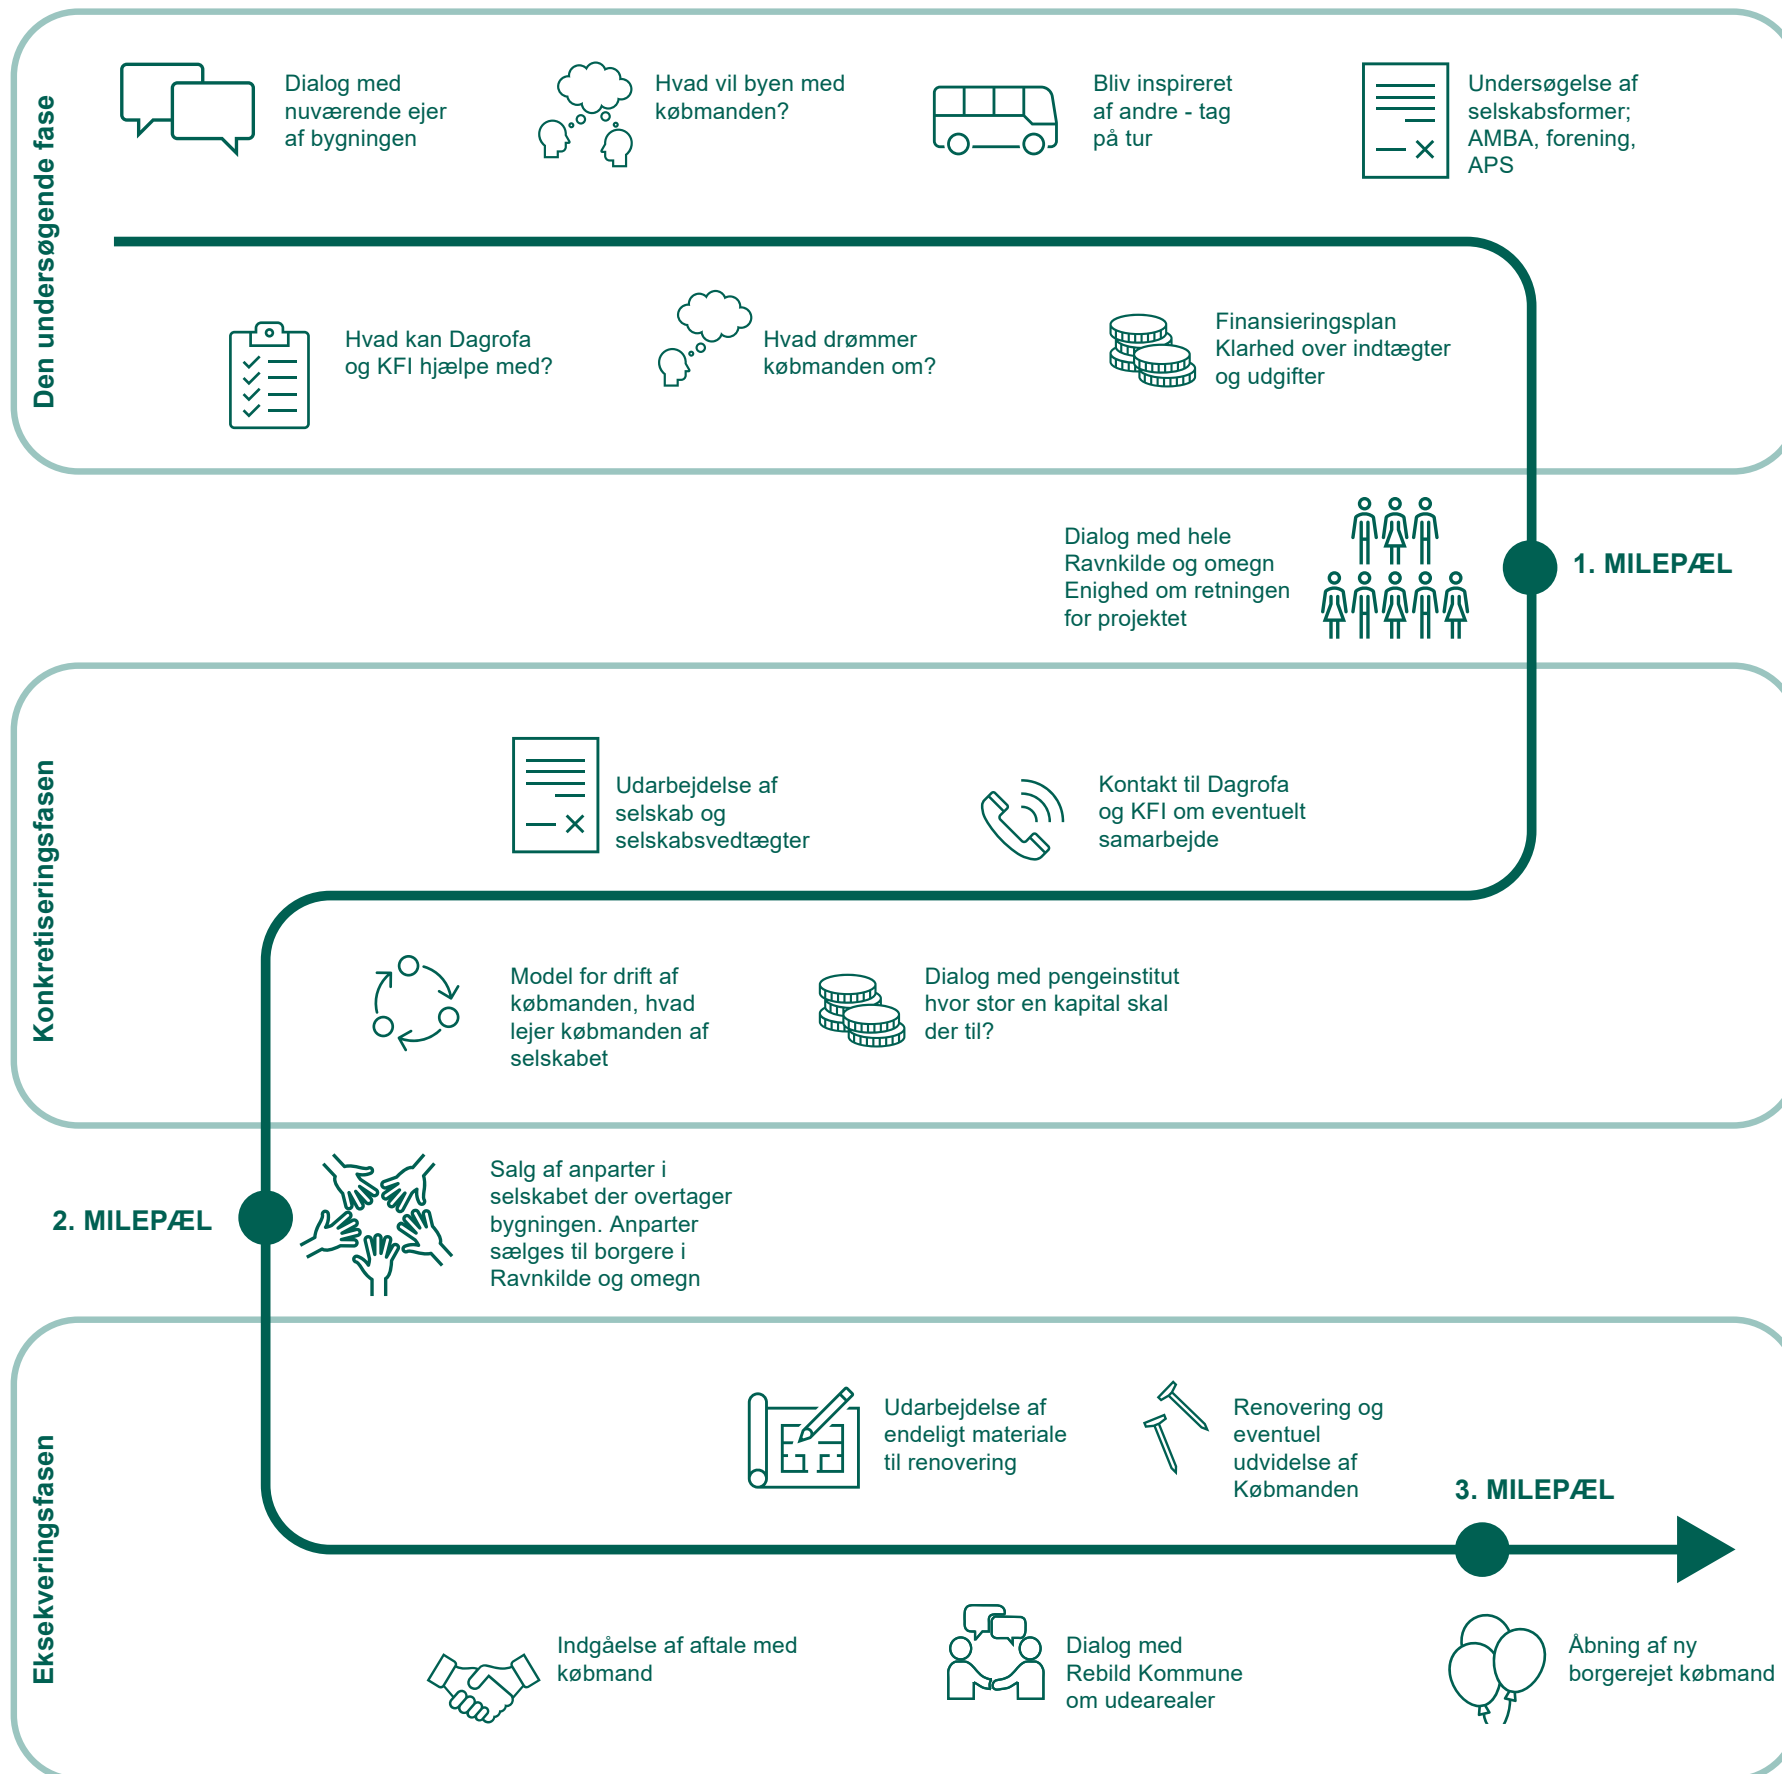 Den undersøgende fase
Dialog med
nuværende ejer
af bygningen
Hvad vil byen med
købmanden?
Bliv inspireret
af andre - tag
på tur
Undersøgelse af
selskabsformer;
AMBA, forening,
APS
Hvad kan Dagrofa
og KFI hjælpe med?
Hvad drømmer
købmanden om?
Finansieringsplan
Klarhed over indtægter
og udgifter
Dialog med hele
Ravnkilde og omegn
Enighed om retningen
for projektet
1. MILEPÆL
Konkretiseringsfasen
Udarbejdelse af
selskab og
selskabsvedtægter
Kontakt til Dagrofa
og KFI om eventuelt
samarbejde
Model for drift af
købmanden, hvad
lejer købmanden af
selskabet
Dialog med pengeinstitut
hvor stor en kapital skal
der til?
2. MILEPÆL
Salg af anparter i
selskabet der overtager
bygningen. Anparter
sælges til borgere i
Ravnkilde og omegn
Eksekveringsfasen
Udarbejdelse af
endeligt materiale
til renovering
Renovering og
eventuel
udvidelse af
Købmanden
3. MILEPÆL
Indgåelse af aftale med
købmand
Dialog med
Rebild Kommune
om udearealer
Åbning af ny
borgerejet købmand